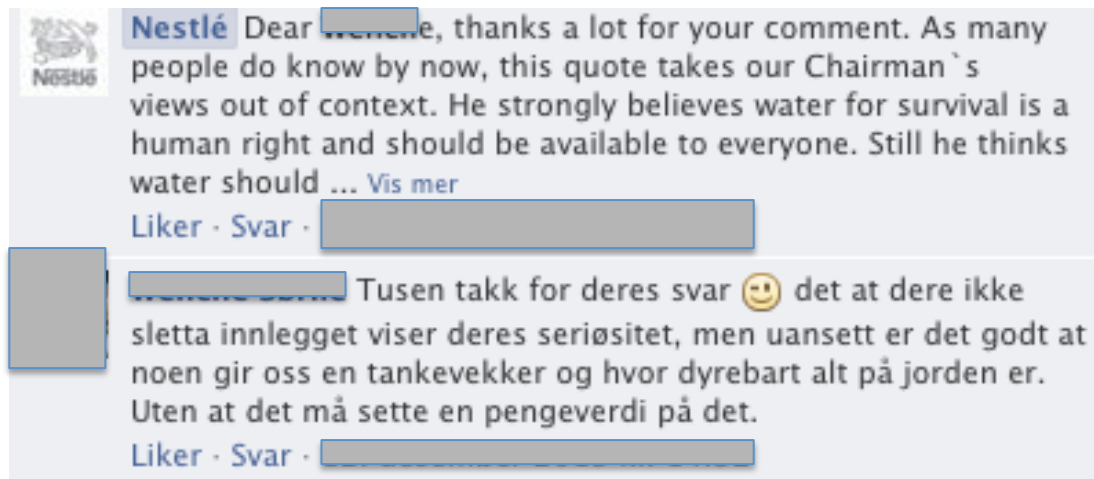 Nestlé Dear, thanks a lot for your comment. As many
people do know by now, this quote takes our Chairman`s
Nestlé
views out of context. He strongly believes water for survival is a
human right and should be available to everyone. Still he thinks
water should ... Vis mer
Liker · Svar ·
Tusen takk for deres svar det at dere ikke
sletta innlegget viser deres seriøsitet, men uansett er det godt at
noen gir oss en tankevekker og hvor dyrebart alt på jorden er.
Uten at det må sette en pengeverdi på det.
Liker · Svar ·